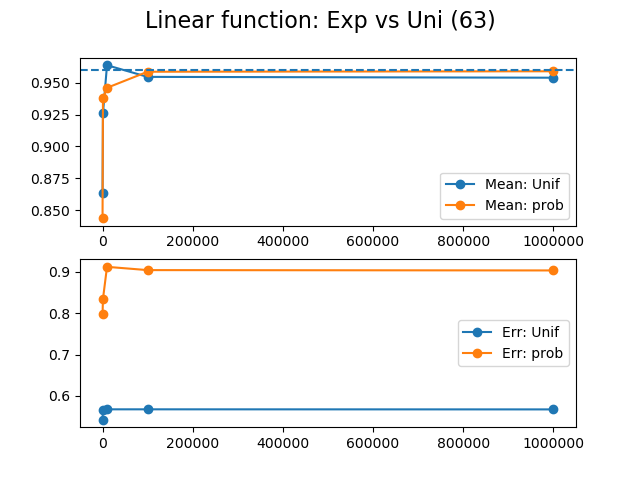 Linear function: Exp vs Uni (63)
0.950
0.925
0.900
0.875
0.850
Mean: Unif
Mean: prob
0 200000 400000 600000 800000 1000000
0.9
0.8
0.7
0.6
Err: Unif
Err: prob
0 200000 400000 600000 800000 1000000